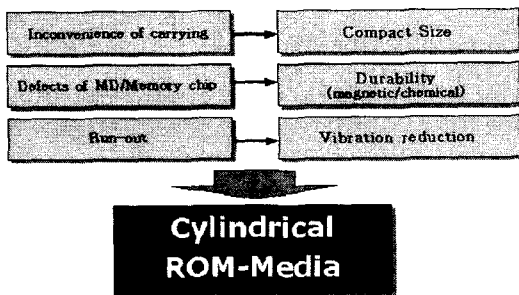 Inconvenience of carrying
Compact Size
Defects of MD/Memory chip
Durability
(magnetic/chemical)
Run-out
Vibration reduction
Cylindrical
ROM-Media